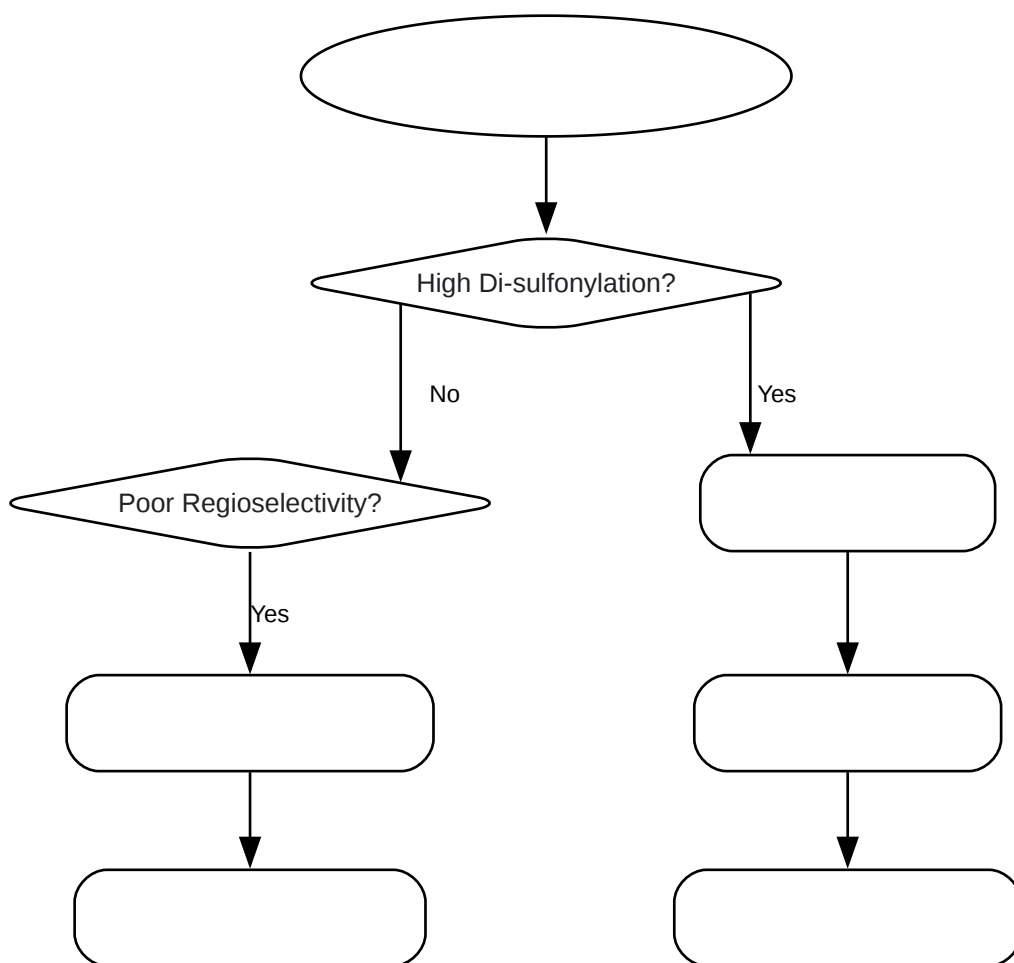 High Di-sulfonylation?
No
Yes
Poor Regioselectivity?
Yes